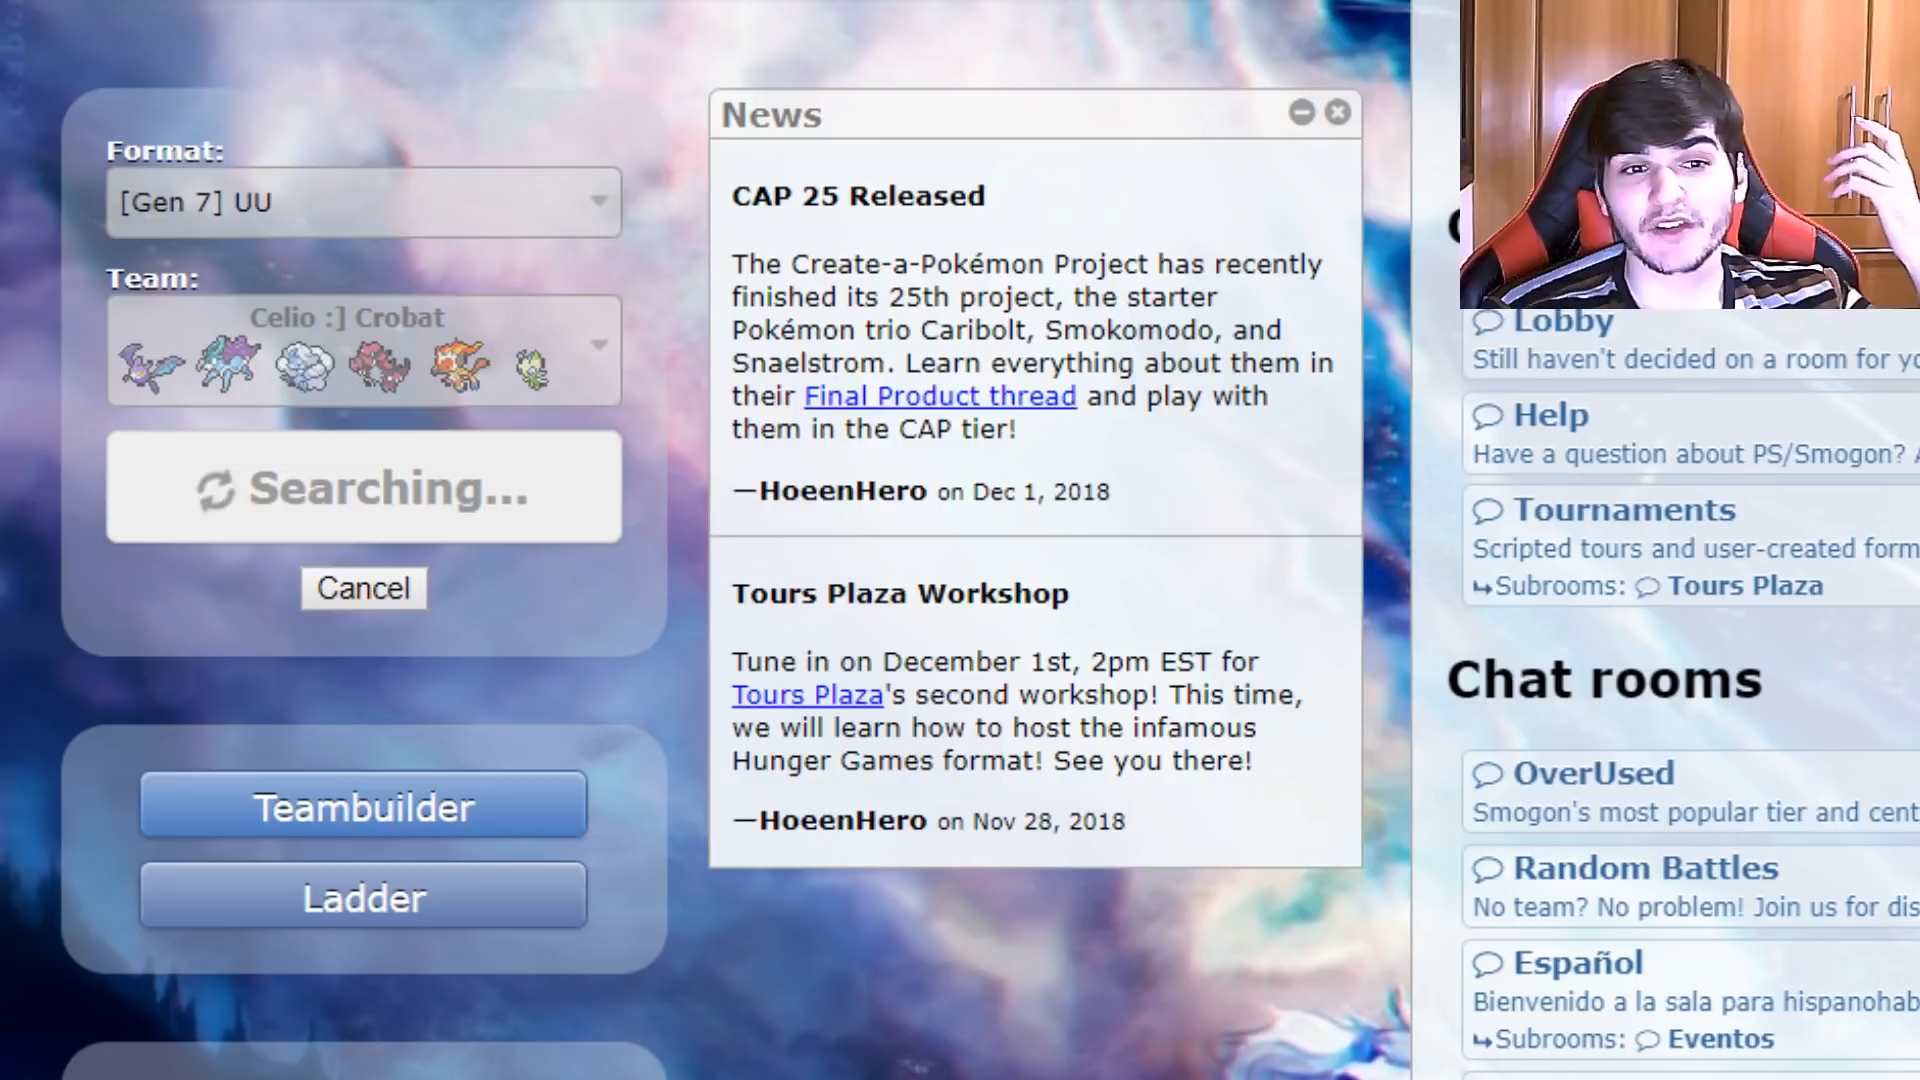 Format:
[Gen 7] UU
Team:
Celio :] Crobat
Searching...
Cancel
Teambuilder
Ladder
News
CAP 25 Released
The Create-a-Pokémon Project has recently
finished its 25th project, the starter
Pokémon trio Caribolt, Smokomodo, and
Snaelstrom. Learn everything about them in
their Final Product thread and play with
them in the CAP tier!
—HoeenHero on Dec 1, 2018
Tours Plaza Workshop
Tune in on December 1st, 2pm EST for
Tours Plaza's second workshop! This time,
we will learn how to host the infamous
Hunger Games format! See you there!
—HoeenHero on Nov 28, 2018
Lobby
Still haven't decided on a room for
Help
Have a question about PS/Smogon?
Tournaments
Scripted tours and user-created
↳Subrooms: Tours Plaza
Chat rooms
OverUsed
Smogon's most popular tier and
Random Battles
No team? No problem! Join us for
Español
Bienvenido a la sala para
↳Subrooms: Eventos